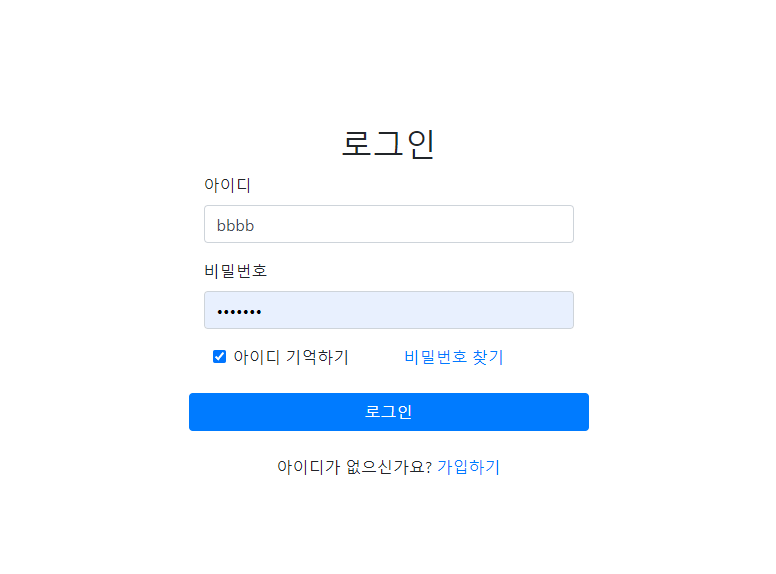 로그인
아이디
bbbb
비밀번호
•••••••
아이디 기억하기 비밀번호 찾기
로그인
아이디가 없으신가요? 가입하기